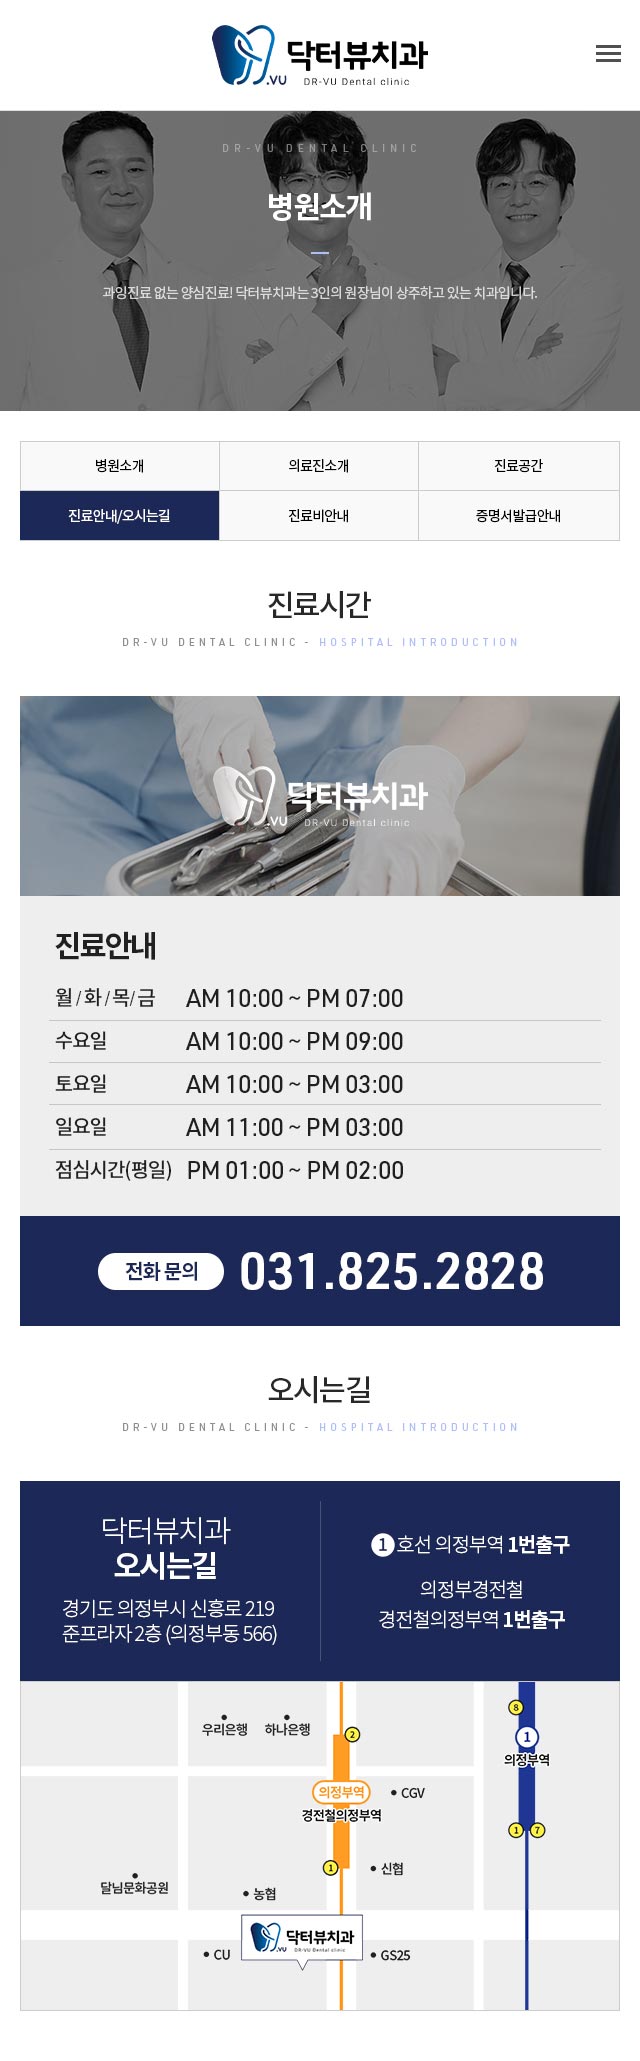 닥터뷰치과
.VU
DR-VU Dental clinic
DR-VU DENTAL CLINIC
병원소개
과잉진료 없는 양심진료! 닥터뷰치과는 3인의 원장님이 상주하고 있는 치과입니다.
병원소개
의료진소개
진료공간
진료안내/오시는길
진료비안내
증명서발급안내
진료시간
DR-VU DENTAL CLINIC - HOSPITAL INTRODUCTION
닥터뷰치과
.VU
DR-VU Dental clinic
진료안내
월 / 화 / 목/ 금 AM 10:00 ~ PM 07:00
수요일 AM 10:00 ~ PM 09:00
토요일 AM 10:00 ~ PM 03:00
일요일 AM 11:00 ~ PM 03:00
점심시간(평일) PM 01:00 ~ PM 02:00
전화 문의 031.825.2828
오시는길
DR-VU DENTAL CLINIC - HOSPITAL INTRODUCTION
닥터뷰치과
오시는길
경기도 의정부시 신흥로 219
준프라자 2층 (의정부동 566)
1 호선 의정부역 1번출구
의정부경전철
경전철의정부역 1번출구
8
우리은행
하나은행
2
1
의정부역
의정부역
CGV
경전철의정부역
1
7
1
신협
달님문화공원
농협
닥터뷰치과
.VU
DR-VU Dental clinic
CU
GS25